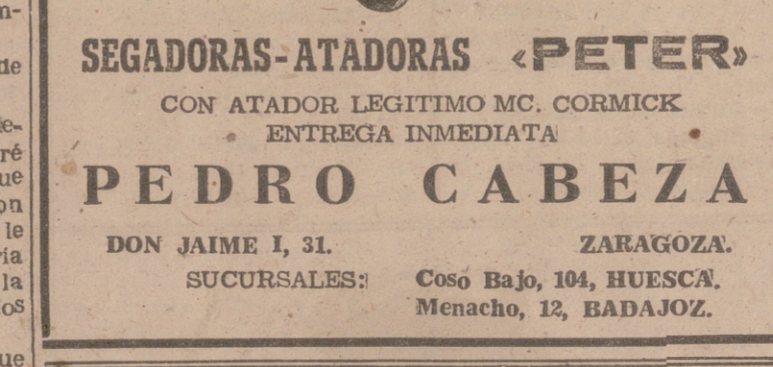 SEGADORAS-ATADORAS «PETER»
CON ATADOR LEGITIMO MC. CORMICK
ENTREGA INMEDIATA
PEDRO CABEZA
DON JAIME I, 31. ZARAGOZA.
SUCURSALES: Coso Bajo, 104, HUESCA.
Menacho, 12, BADAJOZ.